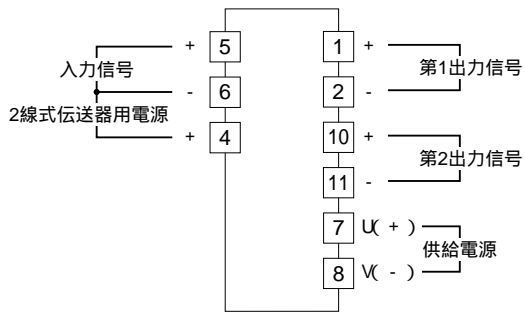 + 5
入力信号
- 6
2線式伝送器用電源
+ 4
1 +
第1出力信号
2 -
10 +
第2出力信号
11 -
7 U( + )
供給電源
8 V( - )